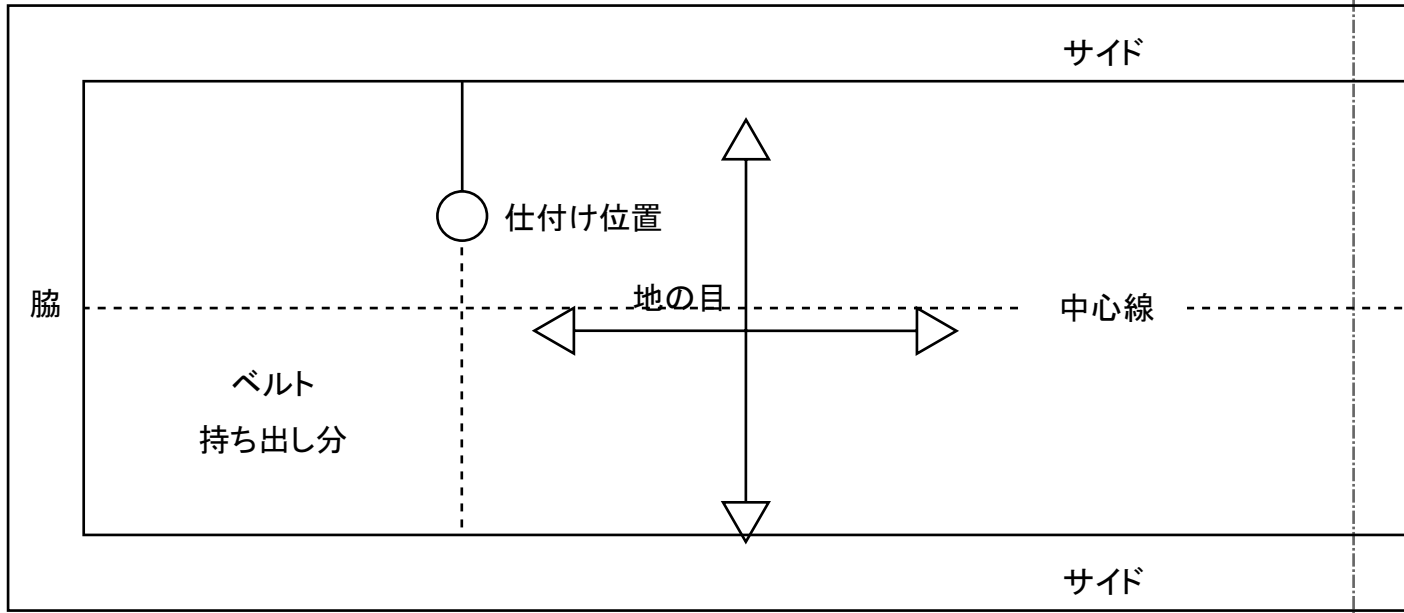 サイド
仕付け位置
地の目
脇
中心線
ベルト
持ち出し分
サイド